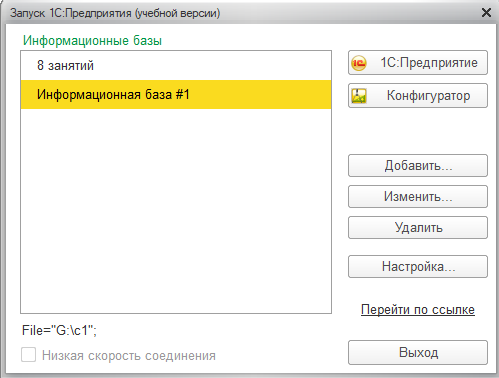 Запуск 1С:Предприятия (учебной версии)
Информационные базы
8 занятий
Информационная база #1
1С:Предприятие
Конфигуратор
Добавить...
Изменить...
Удалить
Настройка...
Перейти по ссылке
File="G:\c1";
Низкая скорость соединения
Выход